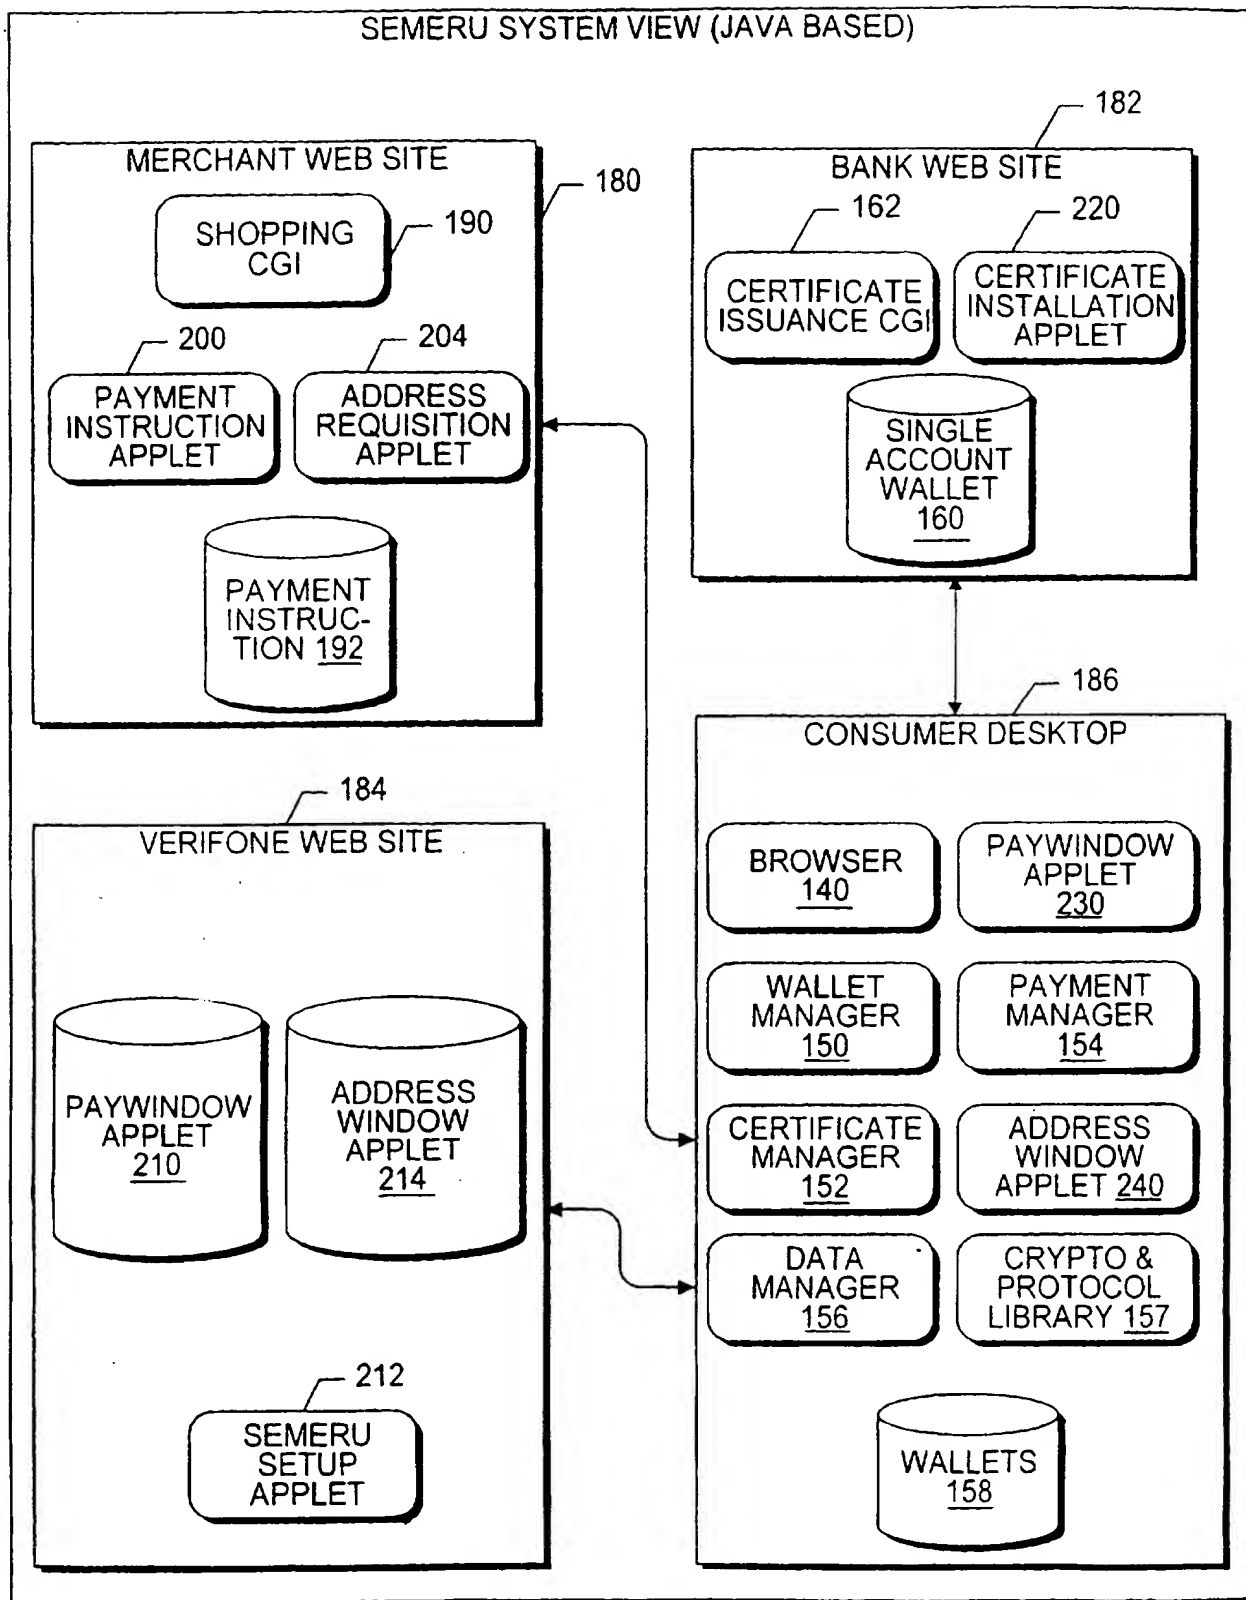 SEMERU SYSTEM VIEW (JAVA BASED)
MERCHANT WEB SITE
180
SHOPPING
CGI
190
200
PAYMENT
INSTRUCTION
APPLET
204
ADDRESS
REQUISITION
APPLET
PAYMENT
INSTRUC-
TION 192
182
BANK WEB SITE
162
CERTIFICATE
ISSUANCE CGI
220
CERTIFICATE
INSTALLATION
APPLET
SINGLE
ACCOUNT
WALLET
160
184
VERIFONE WEB SITE
PAYWINDOW
APPLET
210
ADDRESS
WINDOW
APPLET
214
212
SEMERU
SETUP
APPLET
186
CONSUMER DESKTOP
BROWSER
140
PAYWINDOW
APPLET
230
WALLET
MANAGER
150
PAYMENT
MANAGER
154
CERTIFICATE
MANAGER
152
ADDRESS
WINDOW
APPLET 240
DATA
MANAGER
156
CRYPTO &
PROTOCOL
LIBRARY 157
WALLETS
158